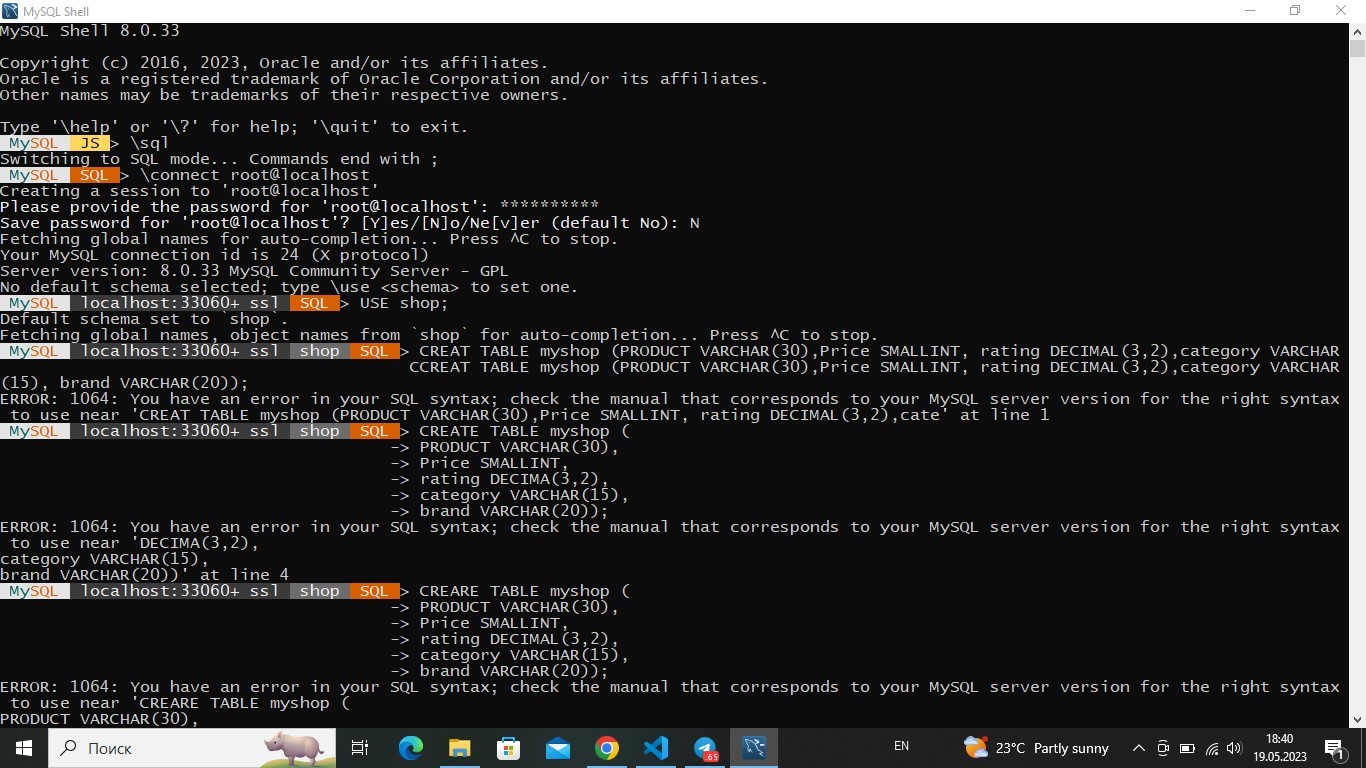 MySQL Shell
MySQL Shell 8.0.33
Copyright (c) 2016, 2023, Oracle and/or its affiliates.
Oracle is a registered trademark of Oracle Corporation and/or its affiliates.
Other names may be trademarks of their respective owners.
Type '\help' or '\?' for help; '\quit' to exit.
MySQL JS > \sql
Switching to SQL mode... Commands end with ;
MySQL SQL > \connect root@localhost
Creating a session to 'root@localhost'
Please provide the password for 'root@localhost': **********
Save password for 'root@localhost'? [Y]es/[N]o/Ne[v]er (default No): N
Fetching global names for auto-completion... Press ^C to stop.
Your MySQL connection id is 24 (X protocol)
Server version: 8.0.33 MySQL Community Server - GPL
No default schema selected; type \use <schema> to set one.
MySQL localhost:33060+ ssl SQL > USE shop;
Default schema set to `shop`.
Fetching global names, object names from `shop` for auto-completion... Press ^C to stop.
MySQL localhost:33060+ ssl shop SQL > CREAT TABLE myshop (PRODUCT VARCHAR(30),Price SMALLINT, rating DECIMAL(3,2),category VARCHAR
CCREAT TABLE myshop (PRODUCT VARCHAR(30),Price SMALLINT, rating DECIMAL(3,2),category VARCHAR
(15), brand VARCHAR(20));
ERROR: 1064: You have an error in your SQL syntax; check the manual that corresponds to your MySQL server version for the right syntax
to use near 'CREAT TABLE myshop (PRODUCT VARCHAR(30),Price SMALLINT, rating DECIMAL(3,2),cate' at line 1
MySQL localhost:33060+ ssl shop SQL > CREATE TABLE myshop (
-> PRODUCT VARCHAR(30),
-> Price SMALLINT,
-> rating DECIMA(3,2),
-> category VARCHAR(15),
-> brand VARCHAR(20));
ERROR: 1064: You have an error in your SQL syntax; check the manual that corresponds to your MySQL server version for the right syntax
to use near 'DECIMA(3,2),
category VARCHAR(15),
brand VARCHAR(20))' at line 4
MySQL localhost:33060+ ssl shop SQL > CREARE TABLE myshop (
-> PRODUCT VARCHAR(30),
-> Price SMALLINT,
-> rating DECIMAL(3,2),
-> category VARCHAR(15),
-> brand VARCHAR(20));
ERROR: 1064: You have an error in your SQL syntax; check the manual that corresponds to your MySQL server version for the right syntax
to use near 'CREARE TABLE myshop (
PRODUCT VARCHAR(30),
Поиск
.65
EN
23°C Partly sunny
18:40
19.05.2023
1